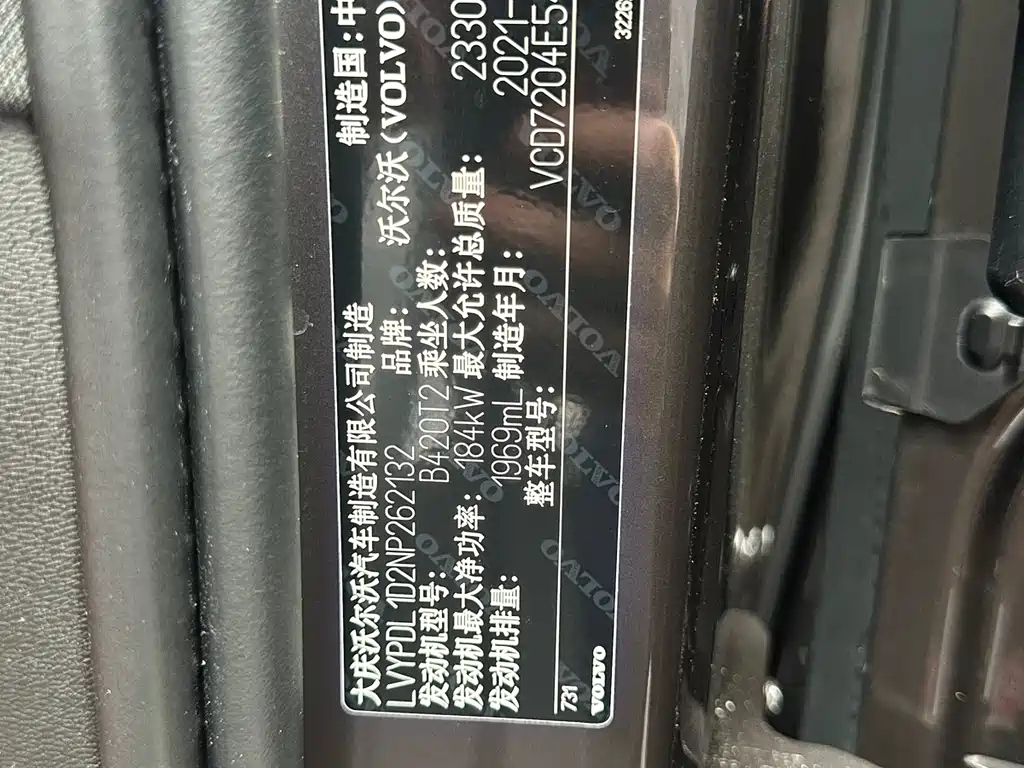 大庆沃尔沃汽车制造有限公司制造 制造国:中
LVYPDL1D2NP262132 品牌: 沃尔沃(VOLVO)
发动机型号: B420T2 乘坐人数:
发动机最大净功率: 184kW 最大允许总质量: 2330
发动机排量: 1969mL 制造年月: 2021-
整车型号: VCD7204E5
731
VOLVO
3226